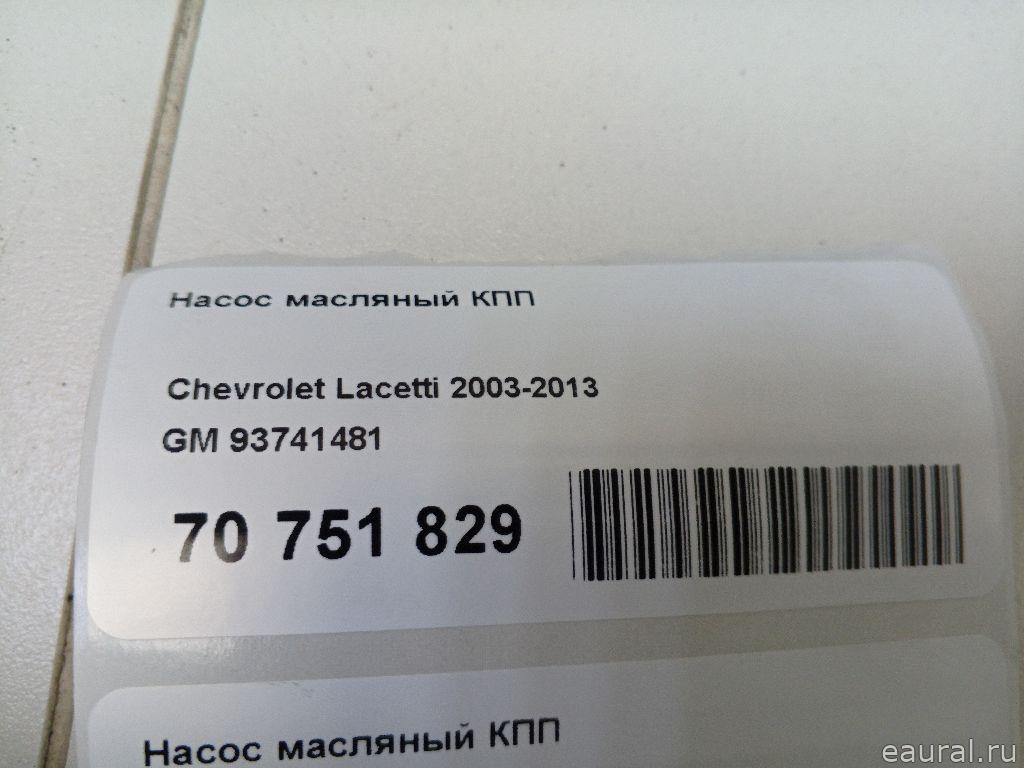 Насос масляный КПП
Chevrolet Lacetti 2003-2013
GM 93741481
70 751 829
Насос масляный КПП
eaural.ru